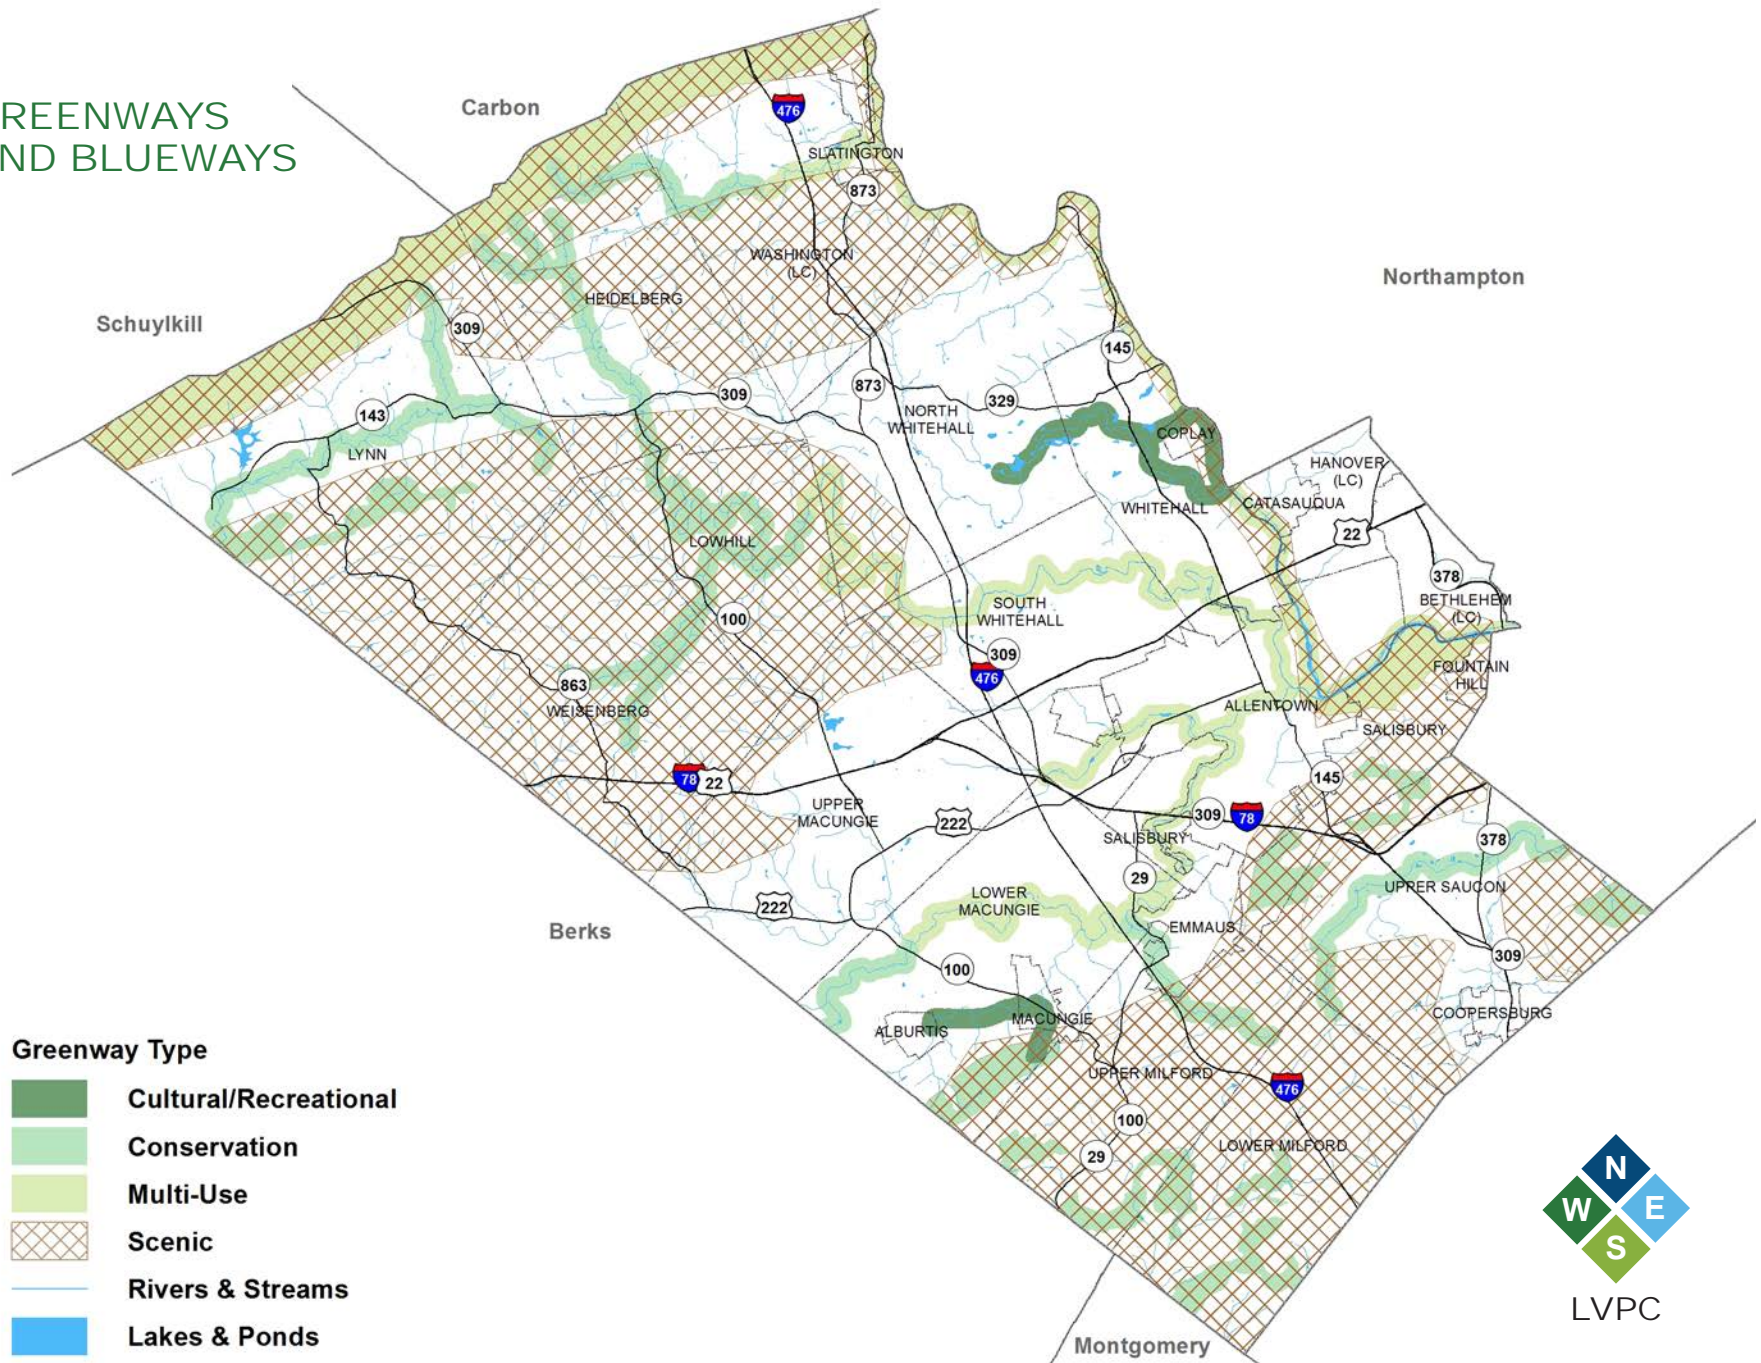 REENWAYS
ND BLUEWAYS
Carbon
476
SLATINGTON
873
WASHINGTON
(LC)
Northampton
HEIDELBERG
Schuylkill
309
145
309
873
329
143
NORTH
WHITEHALL
COPLAY
LYNN
HANOVER
(LC)
WHITEHALL
CATASAUQUA
22
LOWHILL
378
BETHLEHEM
(LC)
100
SOUTH
WHITEHALL
309
476
FOUNTAIN
HILL
863
WEISENBERG
ALLENTOWN
SALISBURY
78
22
145
UPPER
MACUNGIE
222
309
78
SALISBURY
378
29
UPPER SAUCON
LOWER
MACUNGIE
222
EMMAUS
Berks
309
100
COOPERSBURG
MACUNGIE
ALBURTIS
UPPER MILFORD
476
100
LOWER MILFORD
29
Montgomery
Greenway Type
Cultural/Recreational
Conservation
Multi-Use
Scenic
Rivers & Streams
Lakes & Ponds
N
W
E
S
LVPC